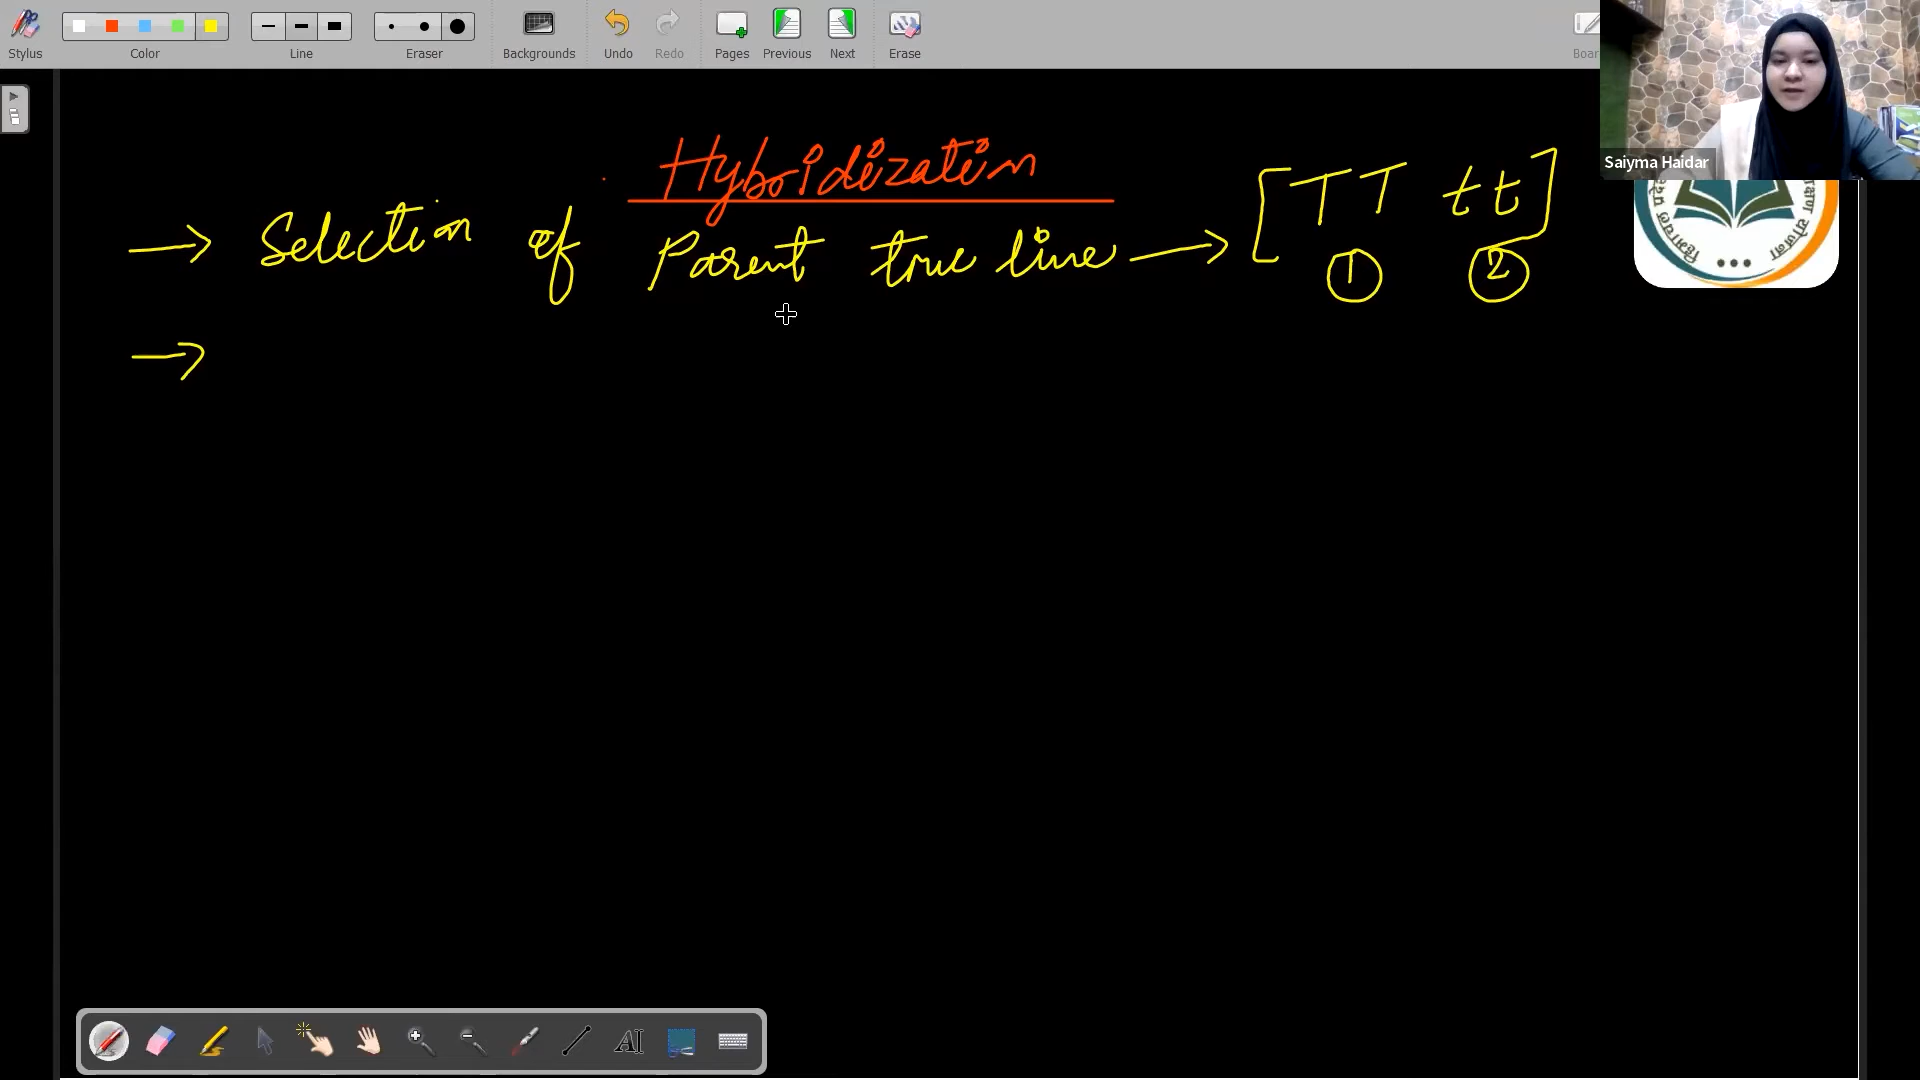 Stylus Color Line Eraser Backgrounds Undo Redo Pages Previous Next Erase
Saiyma Haidar
Hybridization
→ Selection of Parent true line → [TT tt]
① ②
→
AI